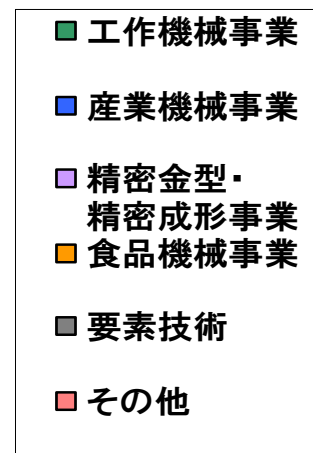 工作機械事業
産業機械事業
精密金型・
精密成形事業
食品機械事業
要素技術
その他